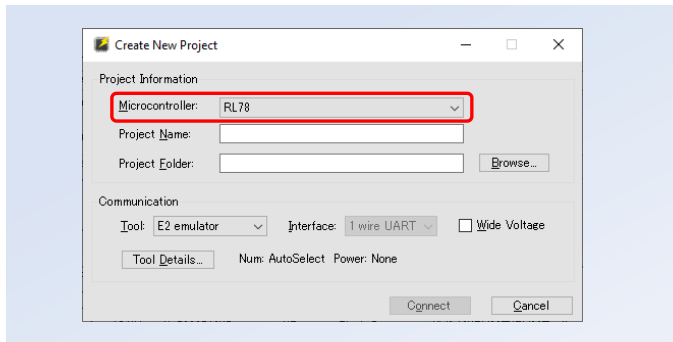 Create New Project
Project Information
Microcontroller: RL78
Project Name:
Project Folder: Browse...
Communication
Tool: E2 emulator Interface: 1 wire UART Wide Voltage
Tool Details... Num: AutoSelect Power: None
Connect Cancel